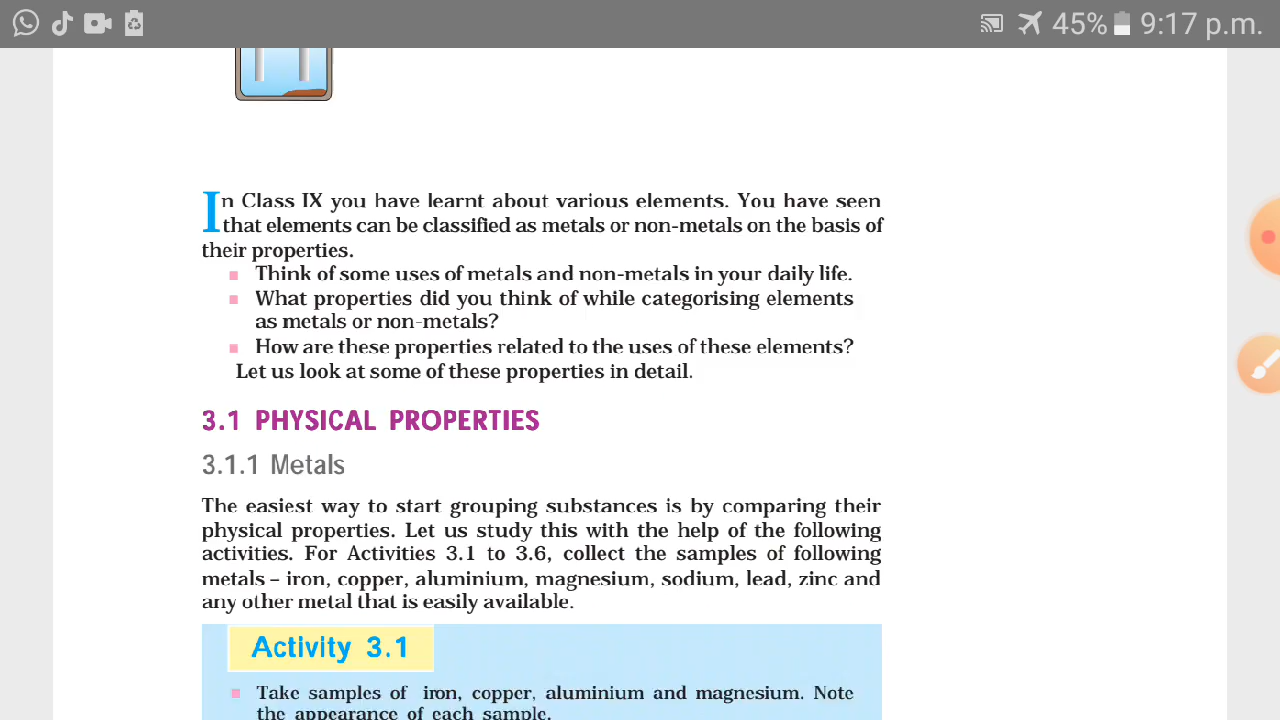 45% 9:17 p.m.
In Class IX you have learnt about various elements. You have seen
that elements can be classified as metals or non-metals on the basis of
their properties.
Think of some uses of metals and non-metals in your daily life.
What properties did you think of while categorising elements
as metals or non-metals?
How are these properties related to the uses of these elements?
Let us look at some of these properties in detail.
3.1 PHYSICAL PROPERTIES
3.1.1 Metals
The easiest way to start grouping substances is by comparing their
physical properties. Let us study this with the help of the following
activities. For Activities 3.1 to 3.6, collect the samples of following
metals – iron, copper, aluminium, magnesium, sodium, lead, zinc and
any other metal that is easily available.
Activity 3.1
Take samples of iron, copper, aluminium and magnesium. Note
the appearance of each sample.